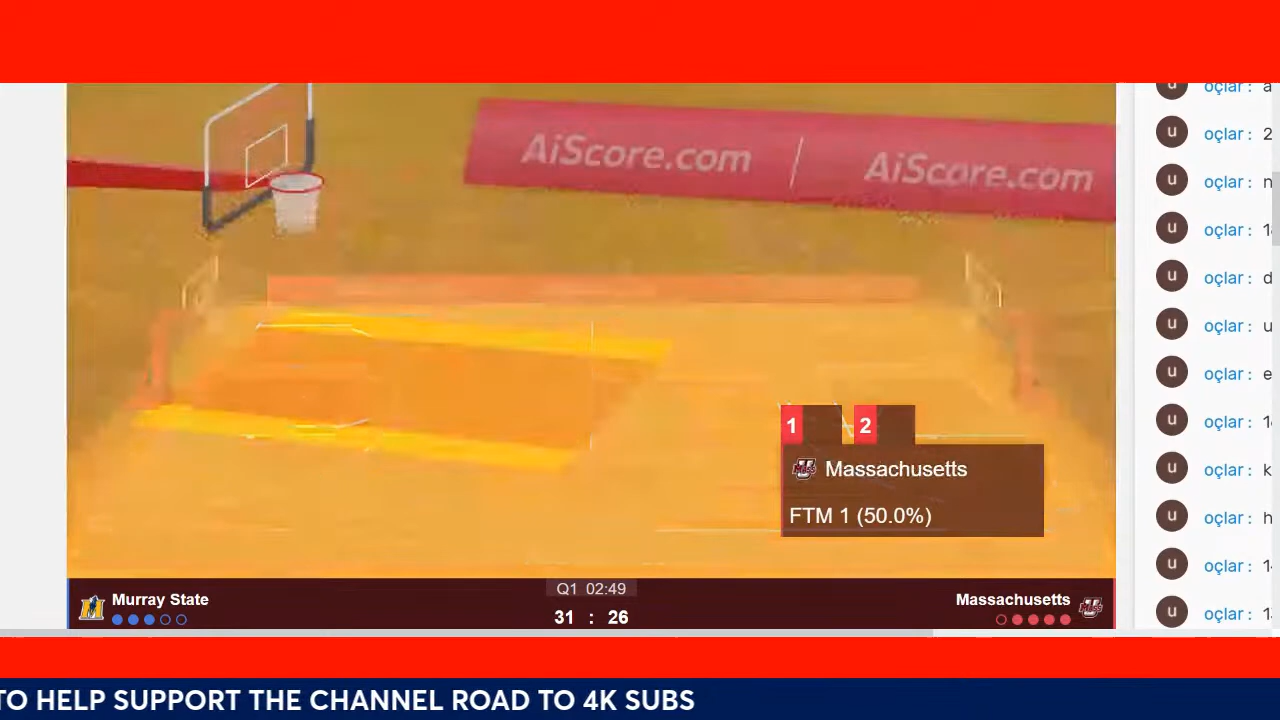 AiScore.com
AiScore.com
1 2
Massachusetts
FTM 1 (50.0%)
Murray State
Q1 02:49
31 : 26
Massachusetts
u oçlar : a
u oçlar : 2
u oçlar : n
u oçlar :
u oçlar : d
u oçlar : u
u oçlar : e
u oçlar :
u oçlar : k
u oçlar : h
u oçlar :
u oçlar :
TO HELP SUPPORT THE CHANNEL ROAD TO 4K SUBS